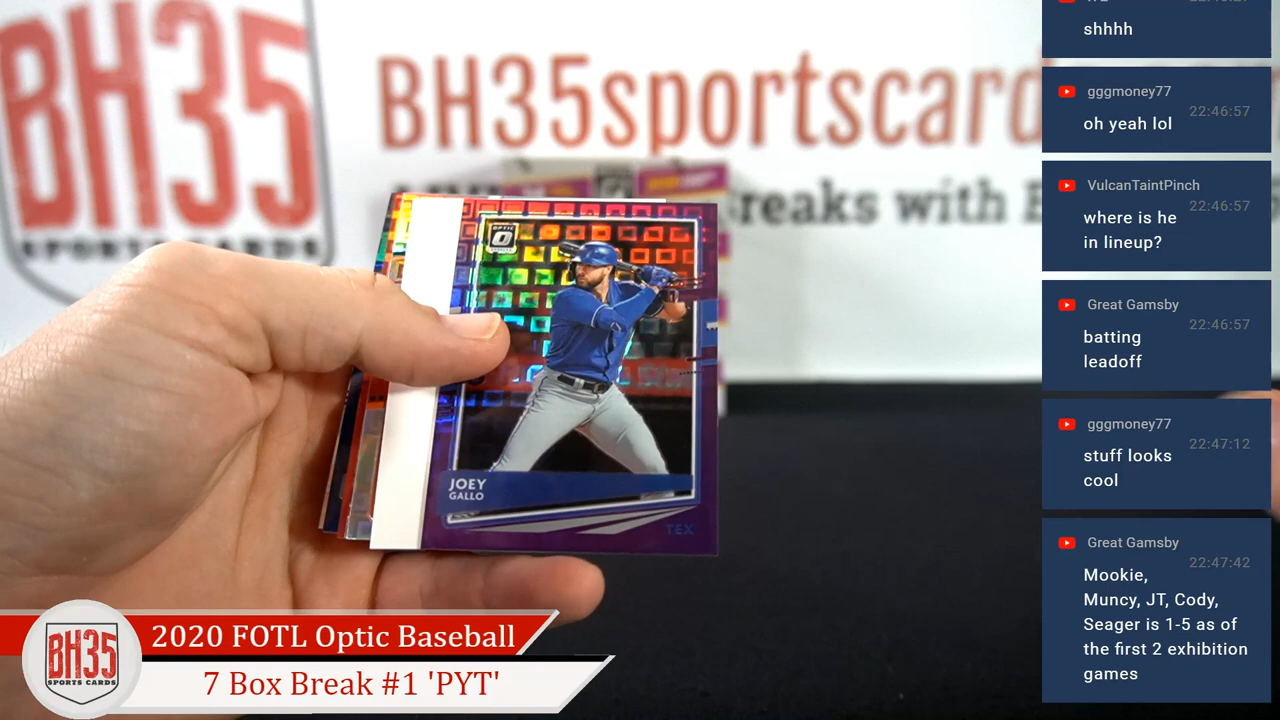 BH35
SPORTS CARDS
BH35sportscard
reaks with
OPTIC
JOEY
GALLO
TEX
shhhh
gggmoney77
22:46:57
oh yeah lol
VulcanTaintPinch
22:46:57
where is he
in lineup?
Great Gamsby
22:46:57
batting
leadoff
gggmoney77
22:47:12
stuff looks
cool
Great Gamsby
22:47:42
Mookie,
Muncy, JT, Cody,
Seager is 1-5 as of
the first 2 exhibition
games
BH35
SPORTS CARDS
2020 FOTL Optic Baseball
7 Box Break #1 'PYT'